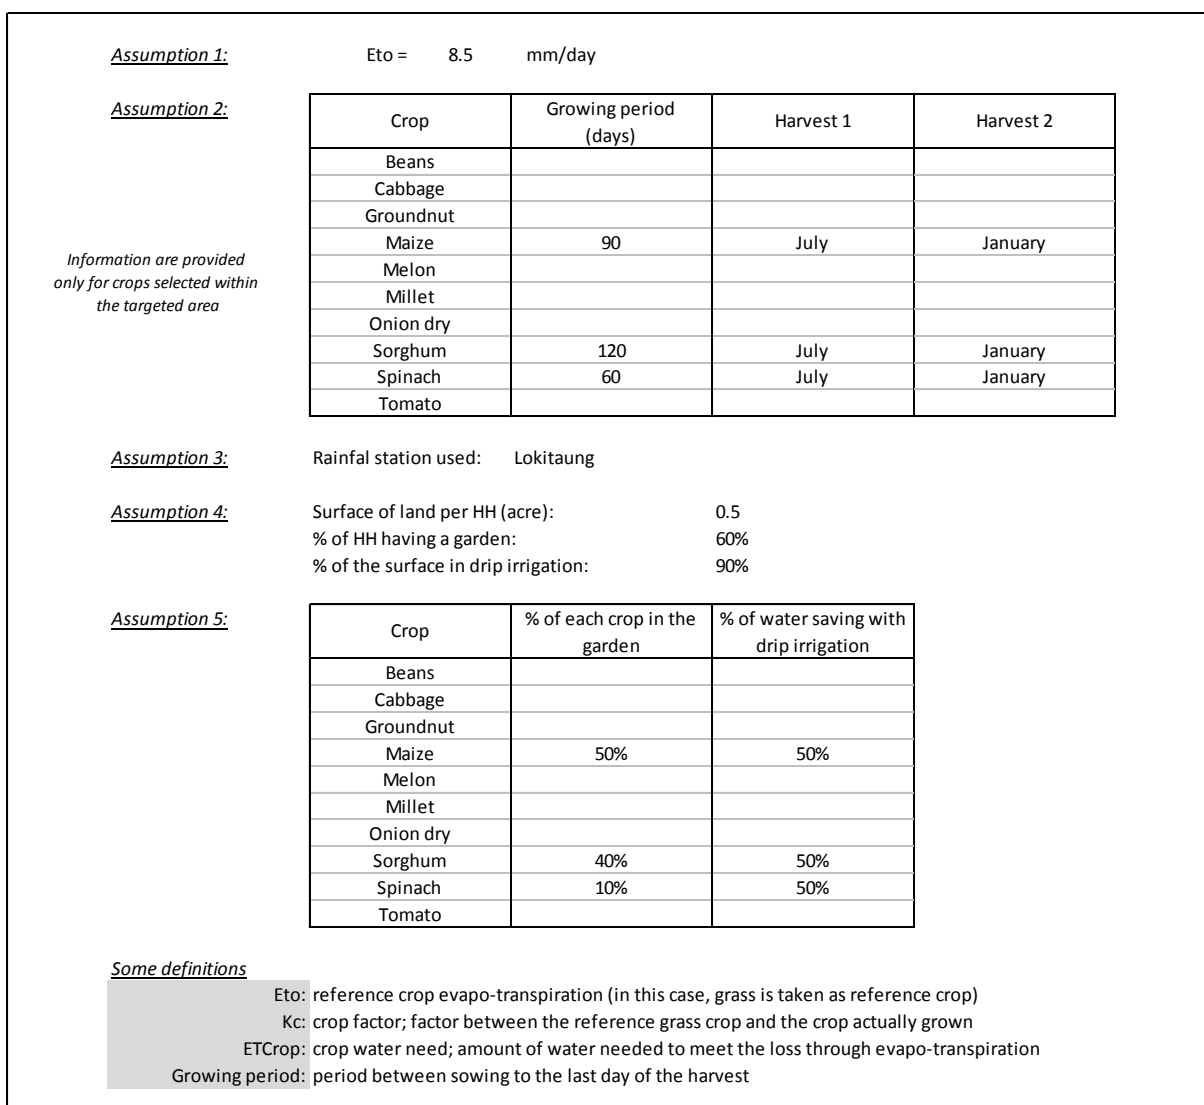 Assumption 1: Eto = 8.5 mm/day
Assumption 2:
Crop Growing period (days) Harvest 1 Harvest 2
Beans
Cabbage
Groundnut
Maize 90 July January
Melon
Millet
Onion dry
Sorghum 120 July January
Spinach 60 July January
Tomato
Information are provided
only for crops selected within
the targeted area
Assumption 3: Rainfal station used: Lokitaung
Assumption 4: Surface of land per HH (acre): 0.5
% of HH having a garden: 60%
% of the surface in drip irrigation: 90%
Assumption 5:
Crop % of each crop in the garden % of water saving with drip irrigation
Beans
Cabbage
Groundnut
Maize 50% 50%
Melon
Millet
Onion dry
Sorghum 40% 50%
Spinach 10% 50%
Tomato
Some definitions
Eto: reference crop evapo-transpiration (in this case, grass is taken as reference crop)
Kc: crop factor; factor between the reference grass crop and the crop actually grown
ETCrop: crop water need; amount of water needed to meet the loss through evapo-transpiration
Growing period: period between sowing to the last day of the harvest